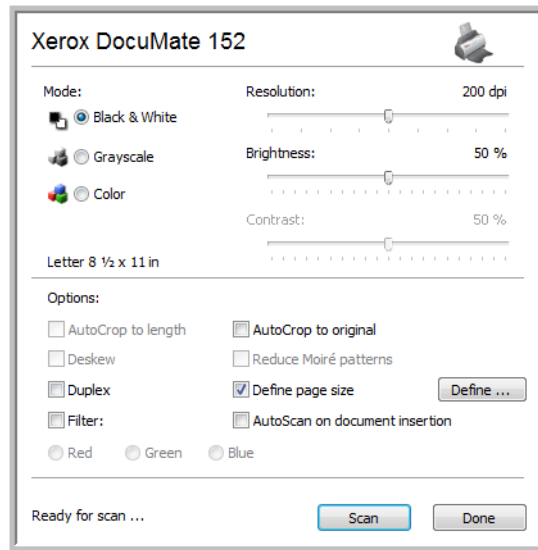 Xerox DocuMate 152
Mode:
Black & White
Grayscale
Color
Letter 8 ½ x 11 in
Resolution: 200 dpi
Brightness: 50 %
Contrast: 50 %
Options:
AutoCrop to length AutoCrop to original
Deskew Reduce Moiré patterns
Duplex Define page size Define ...
Filter: AutoScan on document insertion
Red Green Blue
Ready for scan ... Scan Done